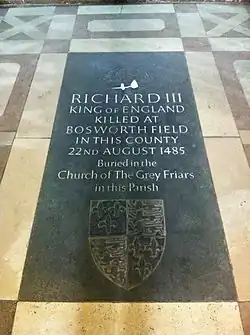 RICHARD III
KING OF ENGLAND
KILLED AT
BOSWORTH FIELD
IN THIS COUNTY
22ND AUGUST 1485
Buried in the
Church of The Grey Friars
in this Parish